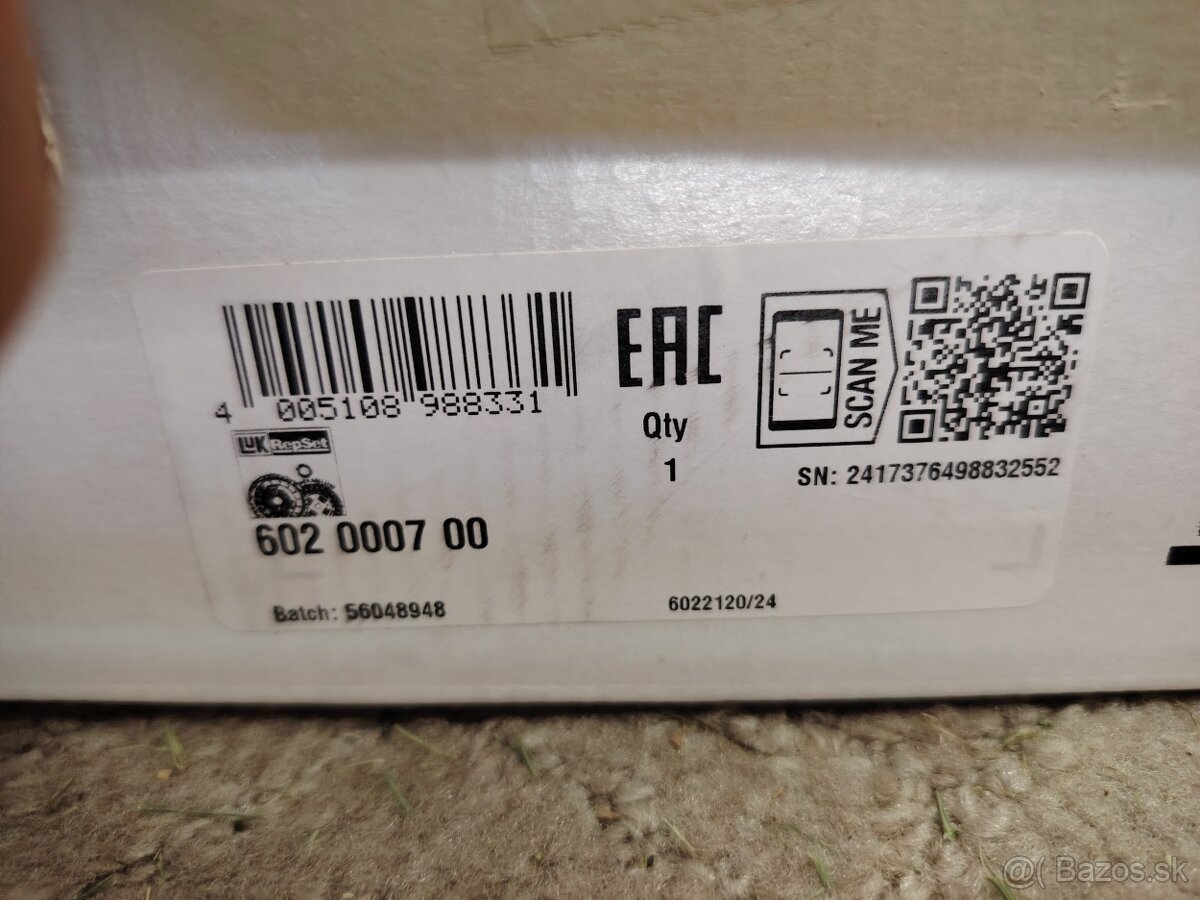 4 005108 988331
EAC
Qty
1
SCAN ME
SN: 2417376498832552
LUK RepSet
602 0007 00
Batch: 56048948
6022120/24
@( Bazos.sk